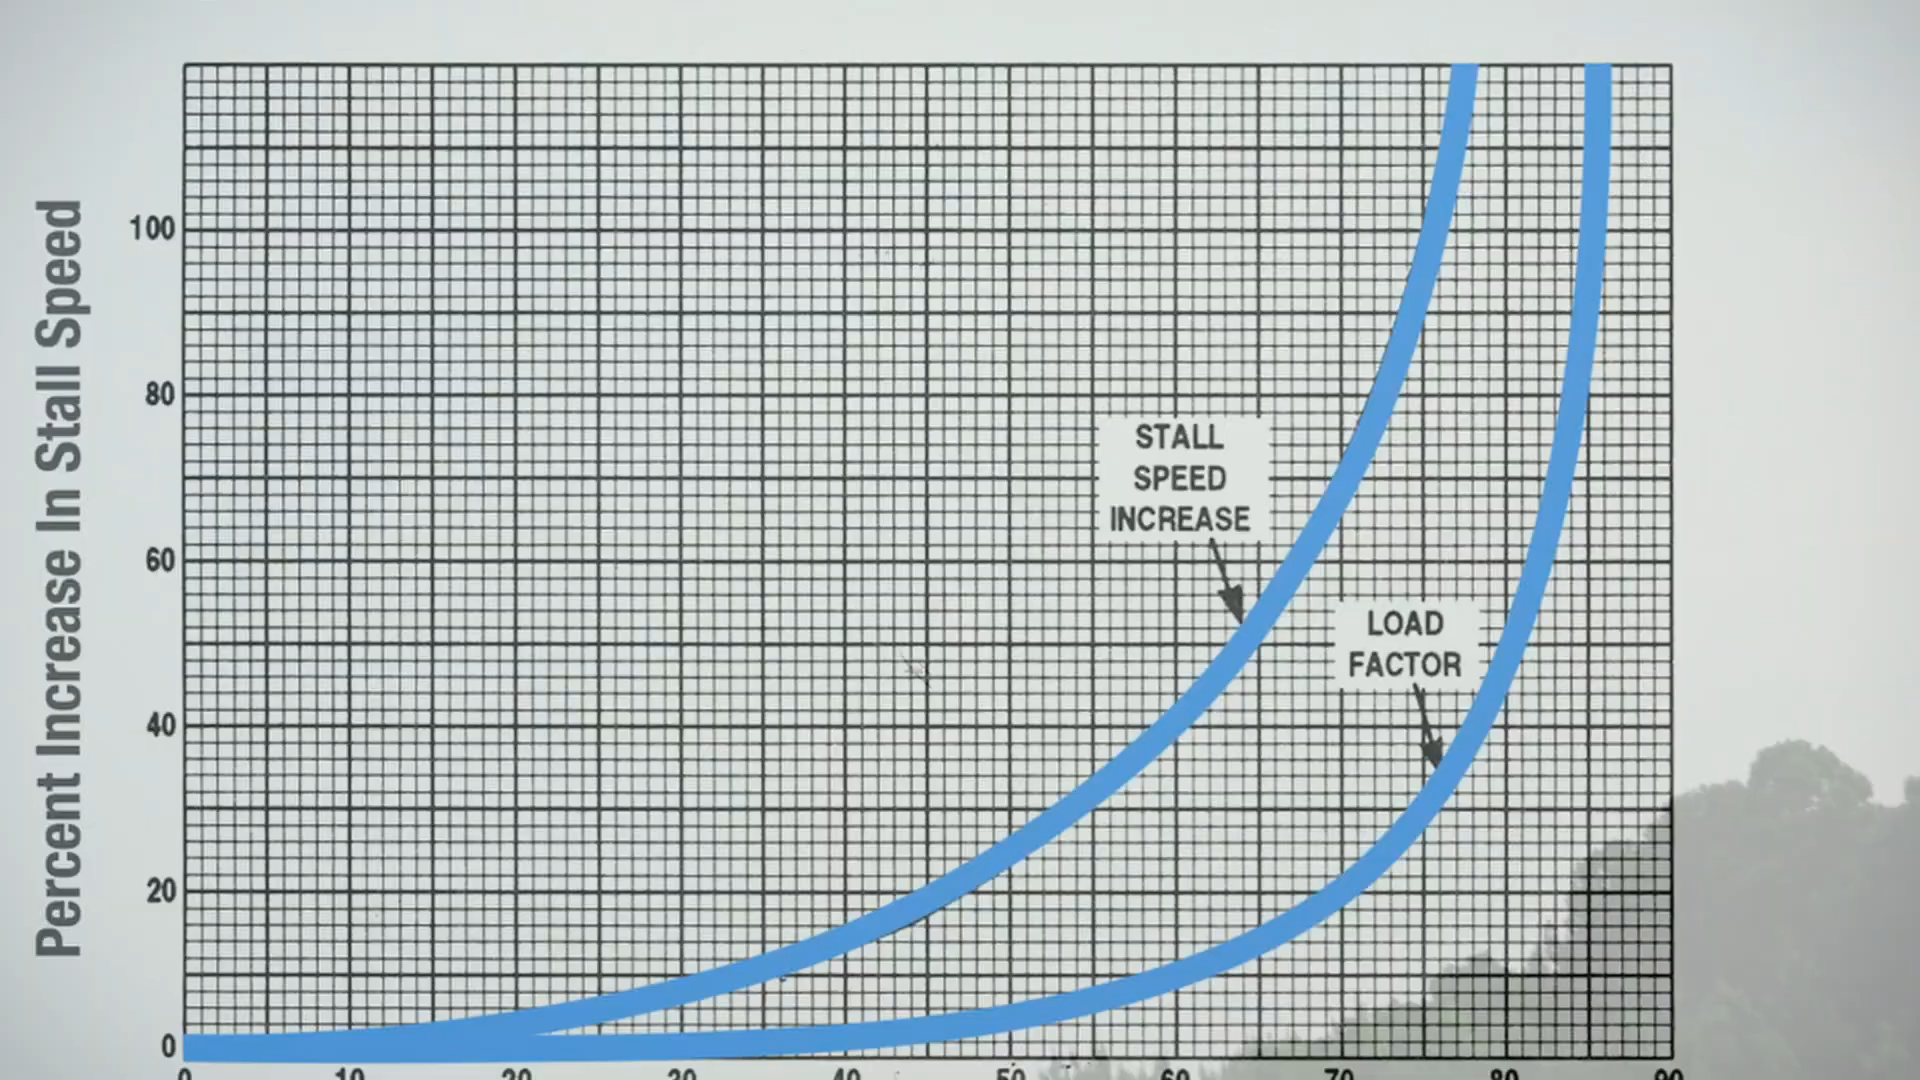 Percent Increase In Stall Speed
100
80
60
40
20
0
STALL
SPEED
INCREASE
LOAD
FACTOR
0 10 20 30 40 50 60 70 80 90